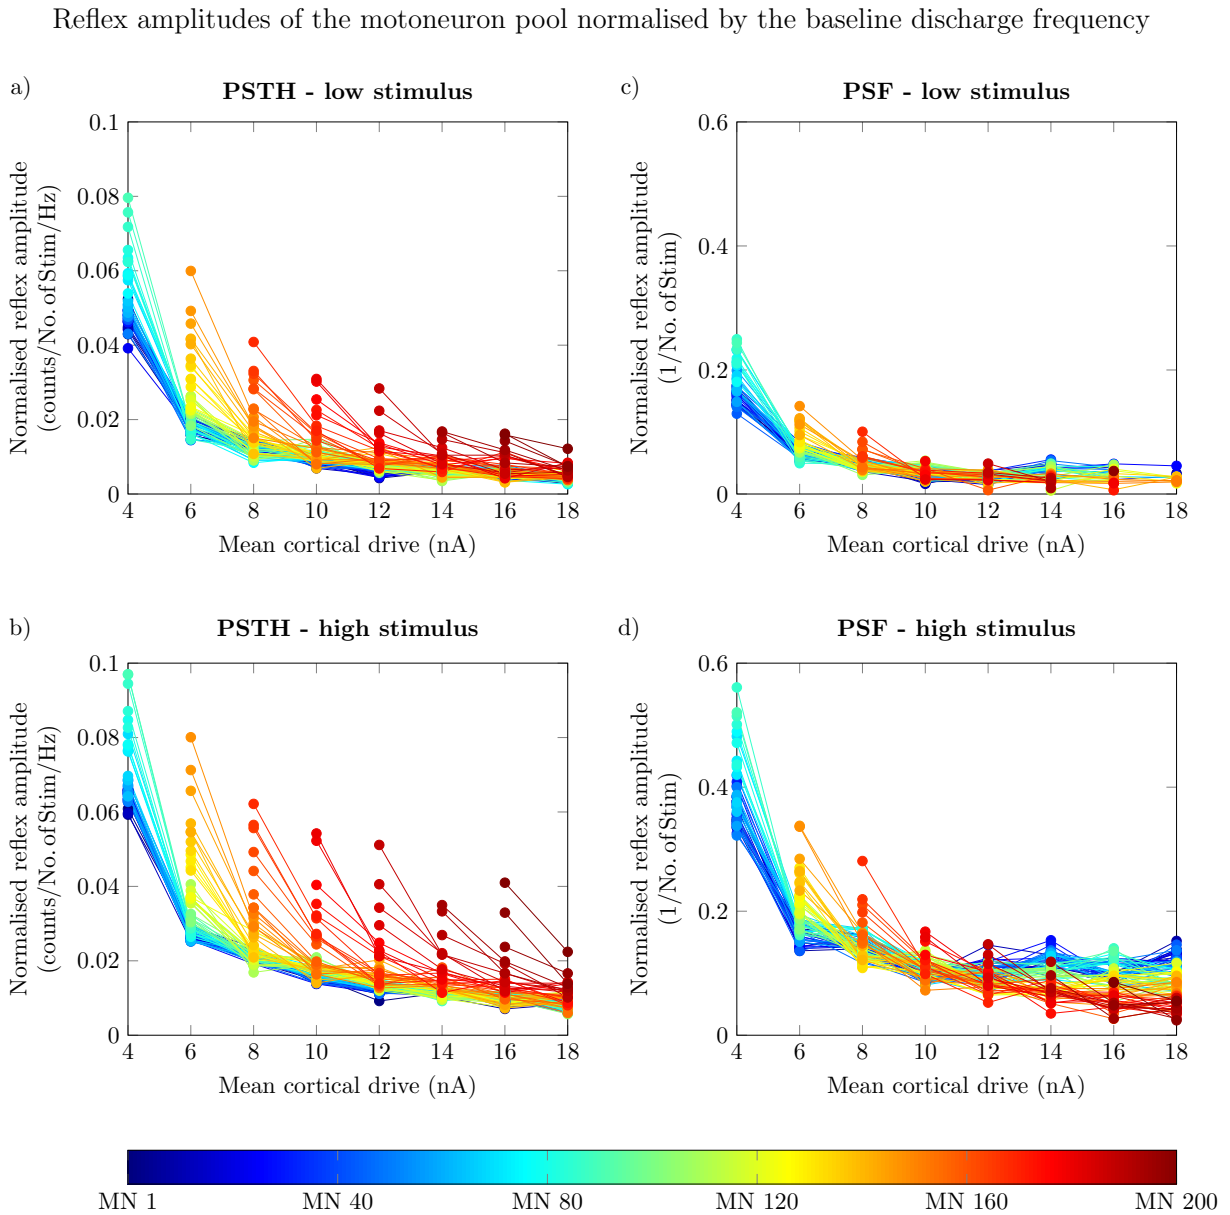 Reflex amplitudes of the motoneuron pool normalised by the baseline discharge frequency
a)
PSTH - low stimulus
Normalised reflex amplitude
(counts/No. of Stim/Hz)
0.1
0.08
0.06
0.04
0.02
0
4 6 8 10 12 14 16 18
Mean cortical drive (nA)
c)
PSF - low stimulus
Normalised reflex amplitude
(1/No. of Stim)
0.6
0.4
0.2
0
4 6 8 10 12 14 16 18
Mean cortical drive (nA)
b)
PSTH - high stimulus
Normalised reflex amplitude
(counts/No. of Stim/Hz)
0.1
0.08
0.06
0.04
0.02
0
4 6 8 10 12 14 16 18
Mean cortical drive (nA)
d)
PSF - high stimulus
Normalised reflex amplitude
(1/No. of Stim)
0.6
0.4
0.2
0
4 6 8 10 12 14 16 18
Mean cortical drive (nA)
MN 1 MN 40 MN 80 MN 120 MN 160 MN 200